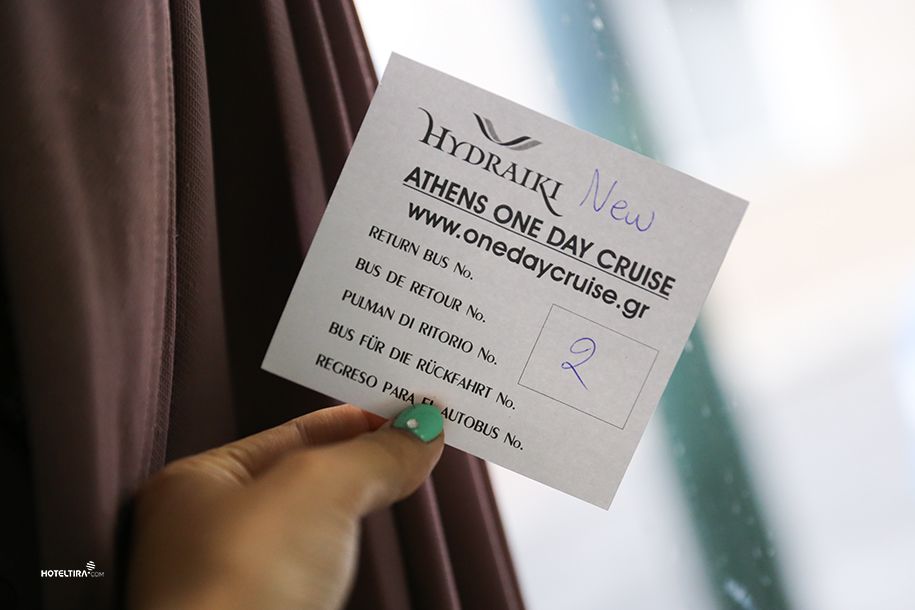 HYDRAIKI
New
ATHENS ONE DAY CRUISE
www.onedaycruise.gr
RETURN BUS No.
BUS DE RETOUR No.
PULMAN DI RITORIO No.
BUS FÜR DIE RÜCKFAHRT No.
REGRESO PARA EL AUTOBUS No.
2
HOTELTIRA.COM